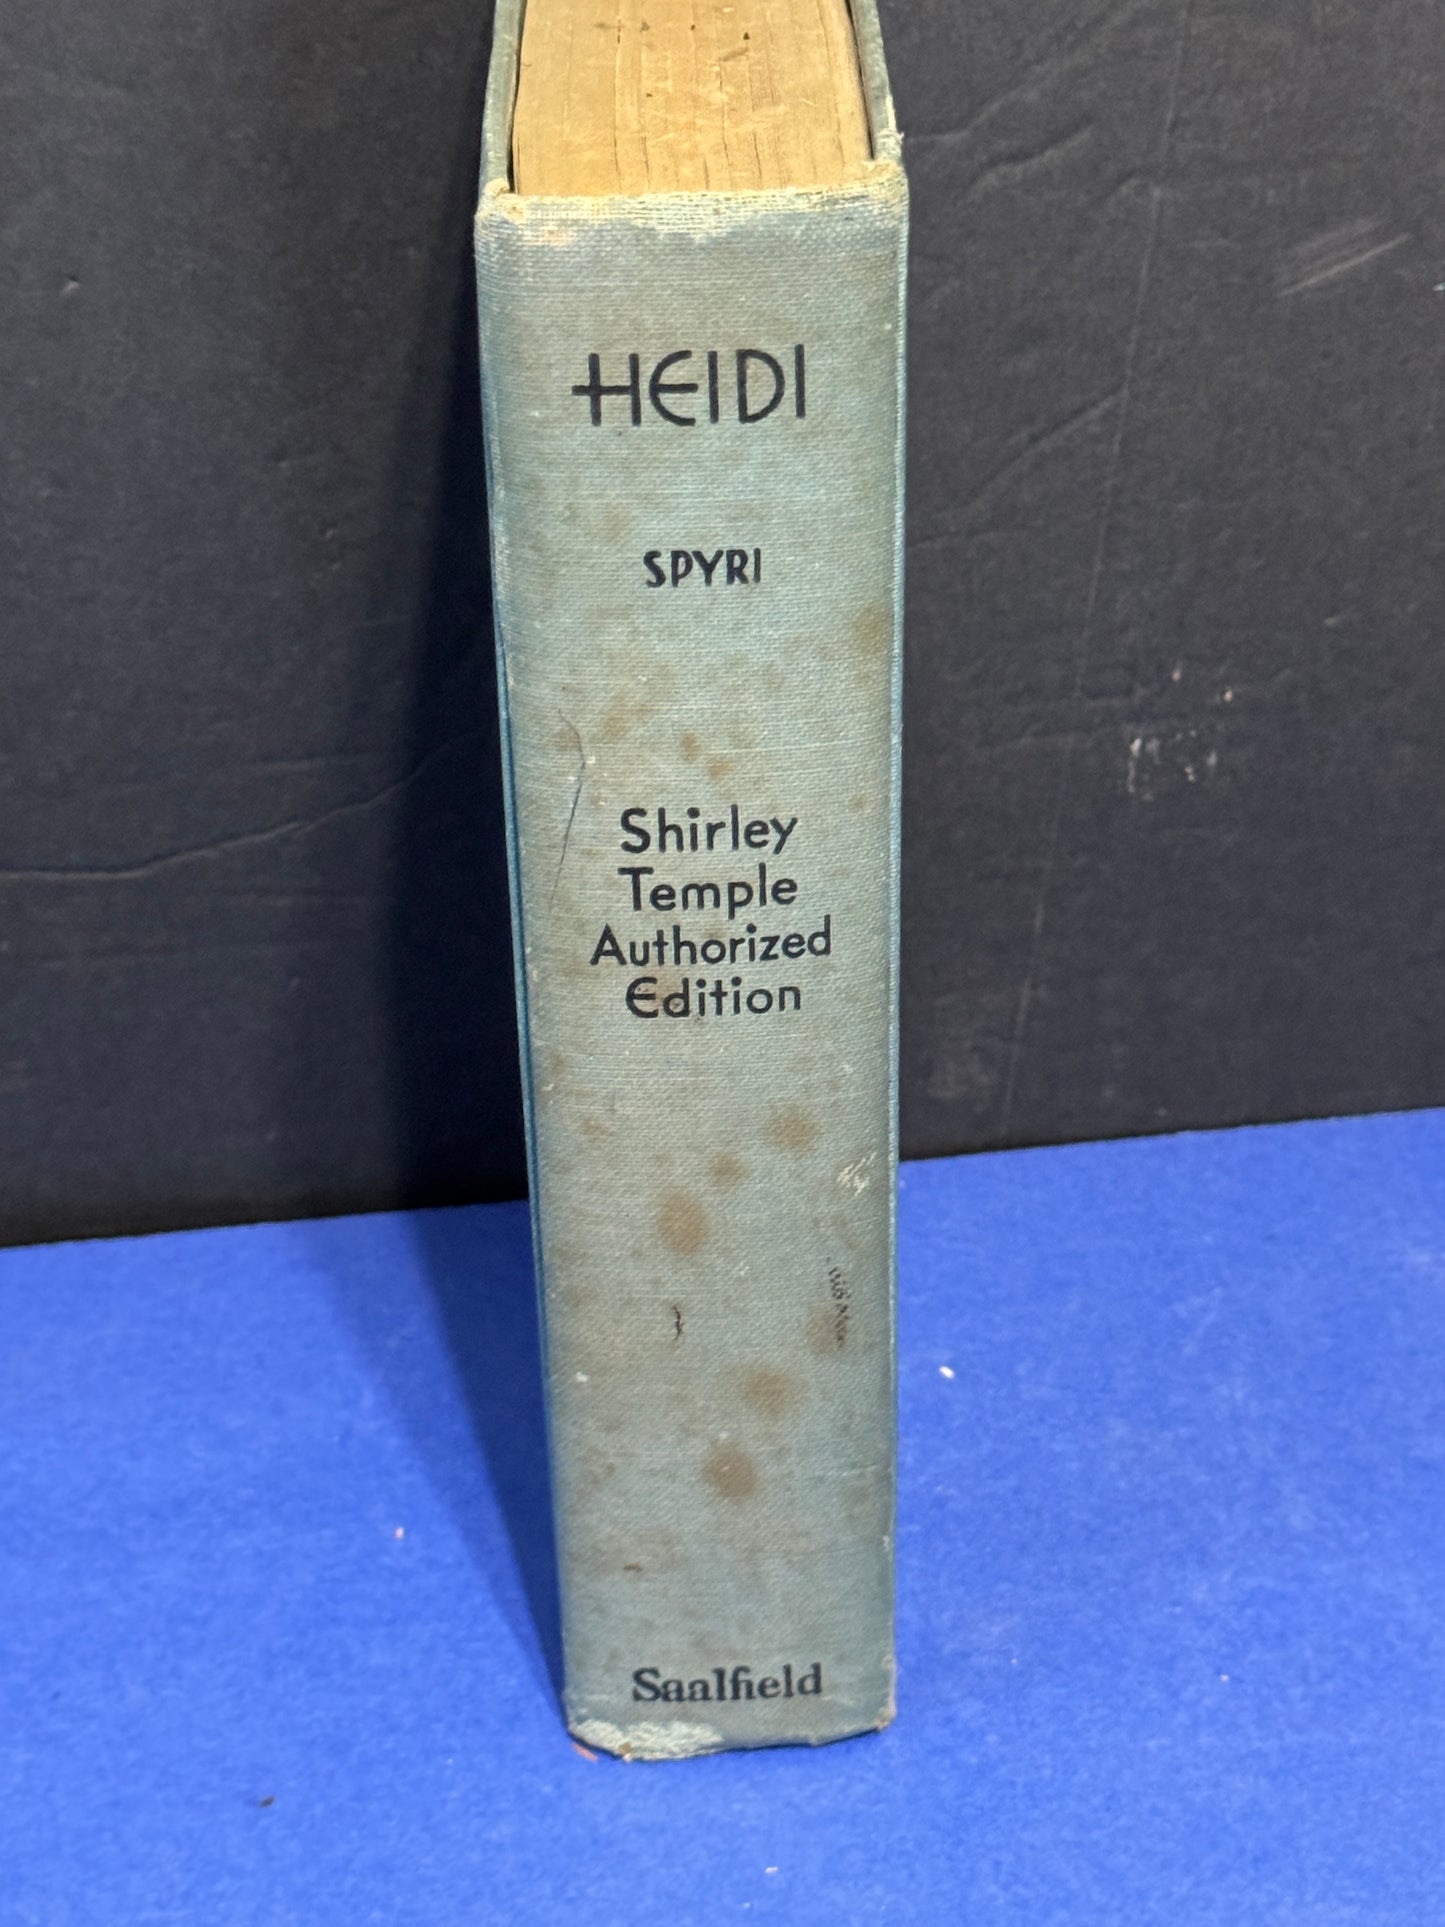 HEIDI
SPYRI
Shirley
Temple
Authorized
Edition
Saalfield